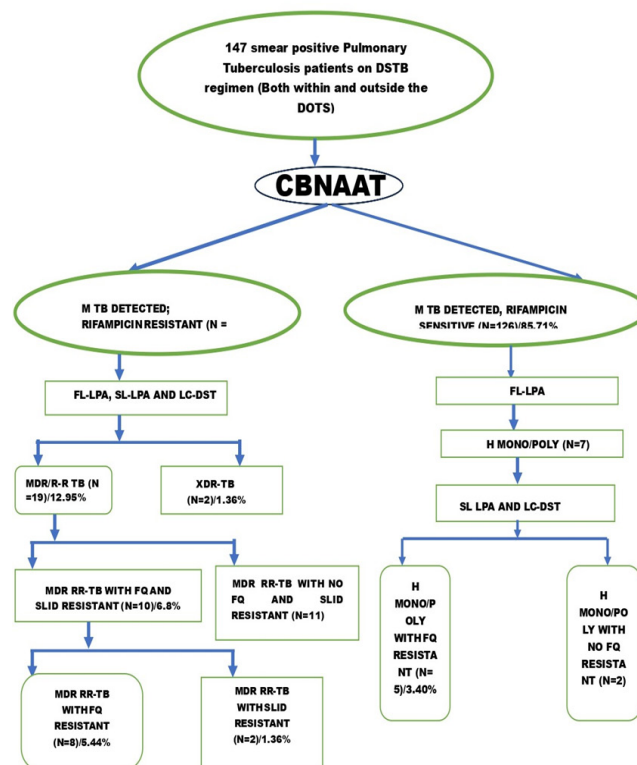 147 smear positive Pulmonary
Tuberculosis patients on DSTB
regimen (Both within and outside the
DOTS)
CBNAAT
M TB DETECTED;
RIFAMPICIN RESISTANT (N =
M TB DETECTED, RIFAMPICIN
SENSITIVE (N=126)/85.71%
FL-LPA, SL-LPA AND LC-DST
FL-LPA
H MONO/POLY (N=7)
MDR/R-R TB (N
=19)/12.95%
XDR-TB
(N=2)/1.36%
SL LPA AND LC-DST
MDR RR-TB WITH FQ AND
SLID RESISTANT (N=10)/6.8%
MDR RR-TB WITH NO
FQ AND SLID
RESISTANT (N=11)
H
MONO/P
OLY
WITH FQ
RESISTA
NT (N=
5)/3.40%
H
MONO/PO
LY WITH
NO FQ
RESISTA
NT (N=2)
MDR RR-TB
WITH FQ
RESISTANT
(N=8)/5.44%
MDR RR-TB
WITH SLID
RESISTANT
(N=2)/1.36%